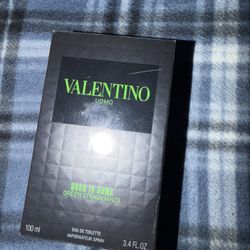 VALENTINO
UOMO
BORN IN ROMA
GREEN STRAVAGANZA
100 ml
EAU DE TOILETTE
VAPORISATEUR SPRAY
3.4 FL.OZ